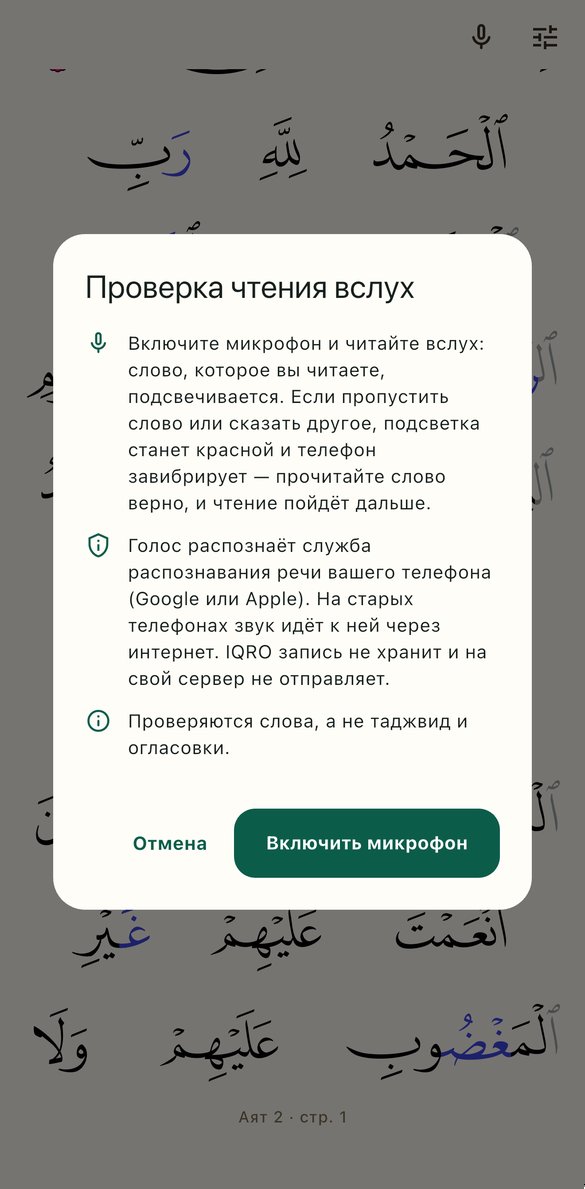 ٱلْحَمْدُ لِلَّهِ رَبِّ
Проверка чтения вслух
Включите микрофон и читайте вслух:
слово, которое вы читаете,
подсвечивается. Если пропустить
слово или сказать другое, подсветка
станет красной и телефон
завибрирует — прочитайте слово
верно, и чтение пойдёт дальше.
Голос распознаёт служба
распознавания речи вашего телефона
(Google или Apple). На старых
телефонах звук идёт к ней через
интернет. IQRO запись не хранит и на
свой сервер не отправляет.
Проверяются слова, а не таджвид и
огласовки.
Отмена
Включить микрофон
أَنْعَمْتَ عَلَيْهِمْ غَيْرِ
ٱلْمَغْضُوبِ عَلَيْهِمْ وَلَا
Аят 2 · стр. 1